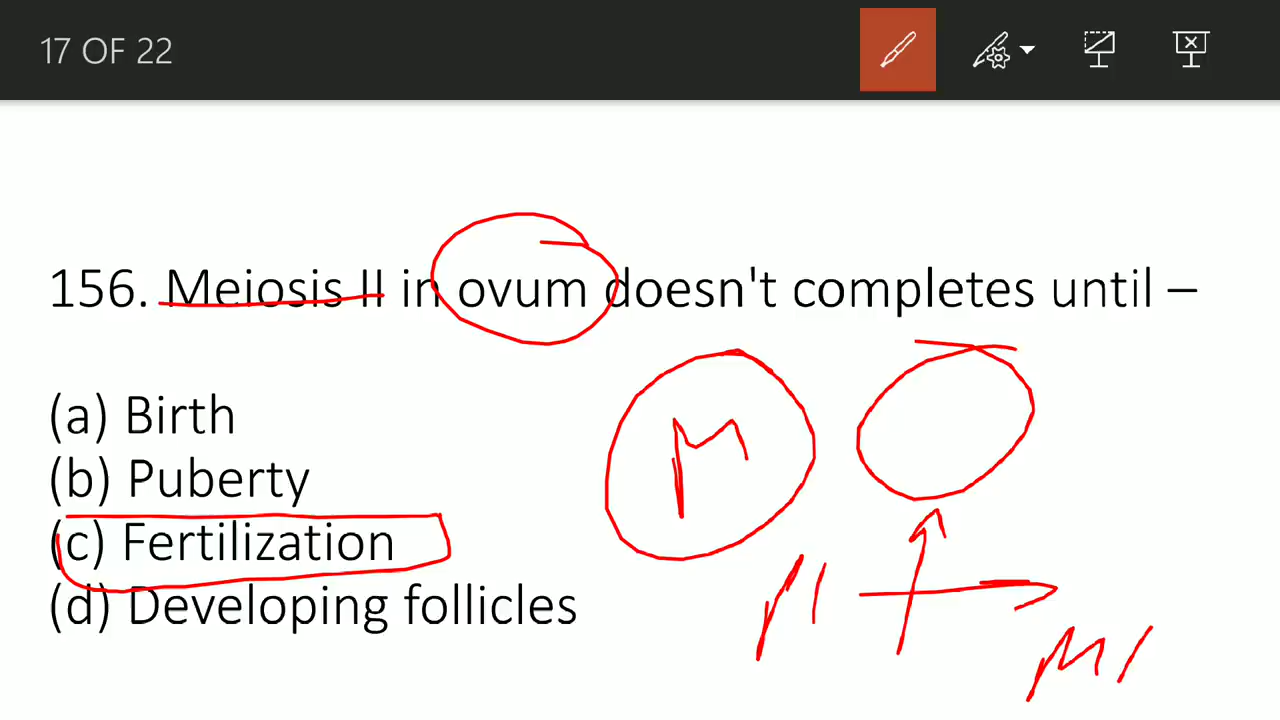 17 OF 22
156. Meiosis II in ovum doesn't completes until –
(a) Birth
(b) Puberty
(c) Fertilization
(d) Developing follicles
M